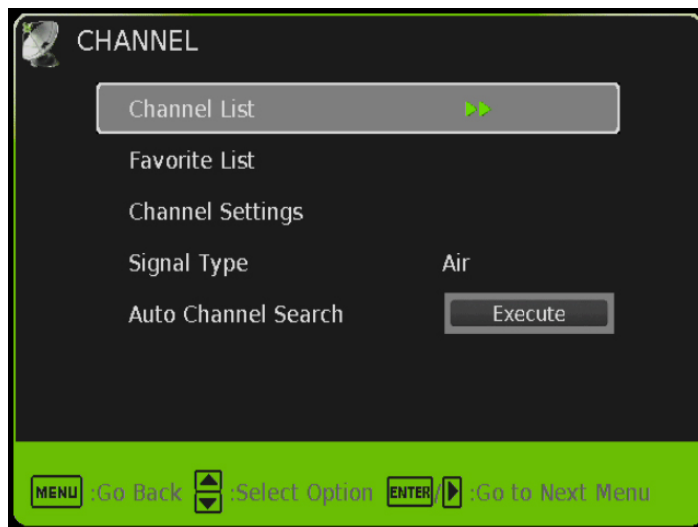 CHANNEL
Channel List
Favorite List
Channel Settings
Signal Type Air
Auto Channel Search Execute
MENU :Go Back :Select Option ENTER/ :Go to Next Menu